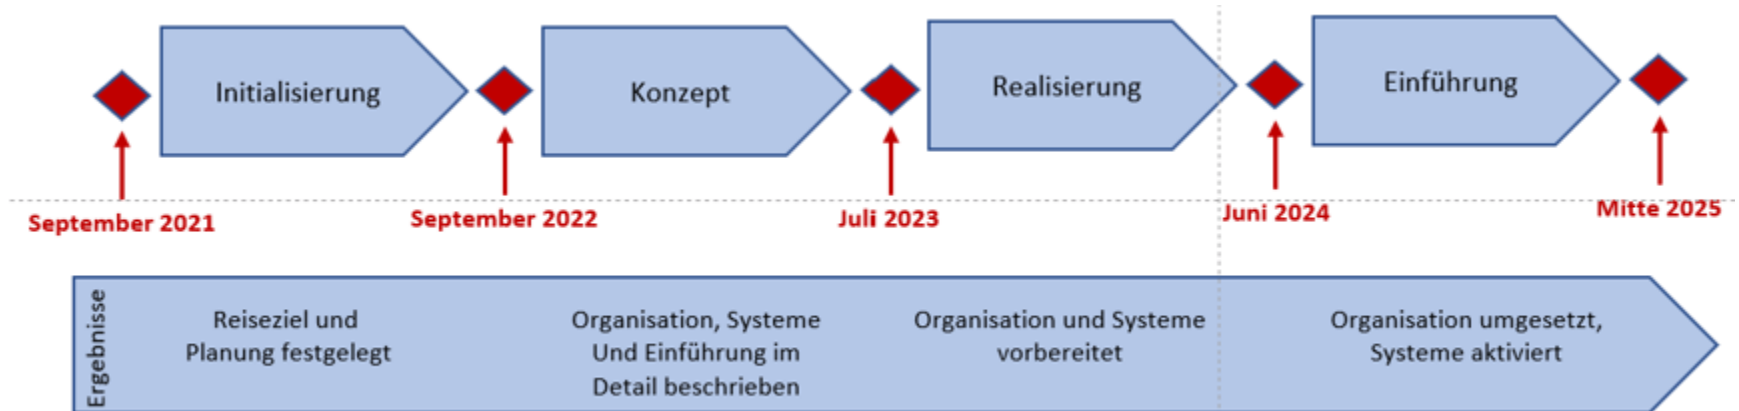 Initialisierung
Konzept
Realisierung
Einführung
September 2021
September 2022
Juli 2023
Juni 2024
Mitte 2025
Ergebnisse
Reiseziel und
Planung festgelegt
Organisation, Systeme
Und Einführung im
Detail beschrieben
Organisation und Systeme
vorbereitet
Organisation umgesetzt,
Systeme aktiviert